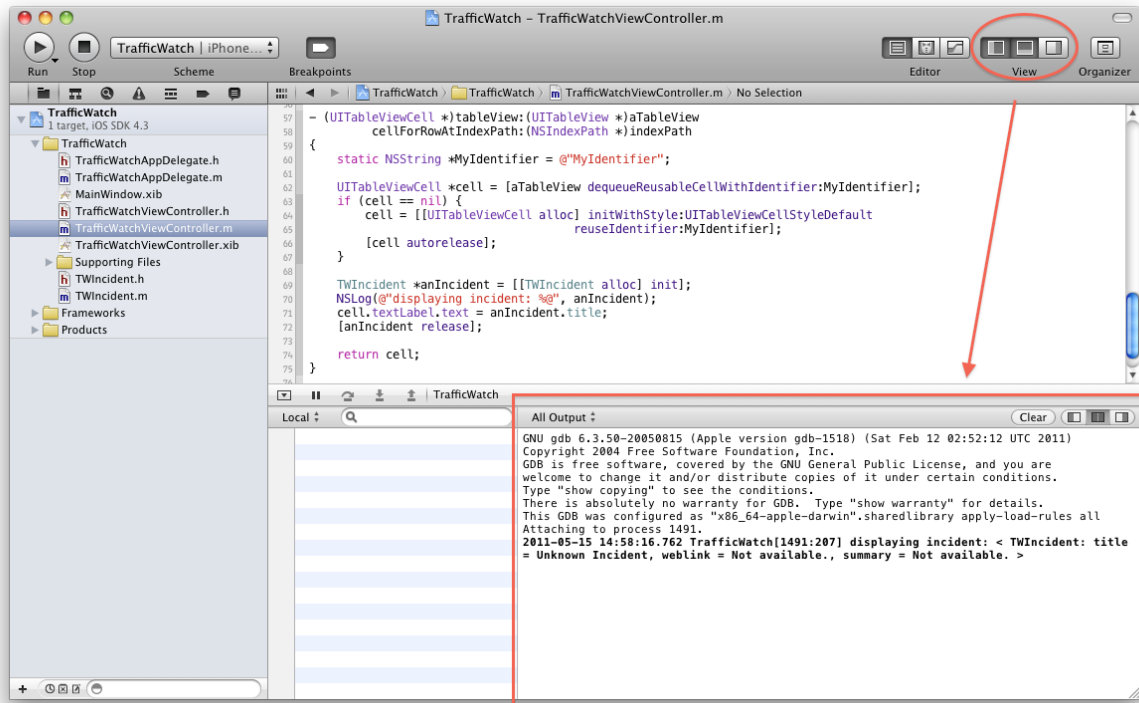 TrafficWatch – TrafficWatchViewController.m
TrafficWatch | iPhone...
Run
Stop
Scheme
Breakpoints
Editor
View
Organizer
TrafficWatch
1 target, iOS SDK 4.3
TrafficWatch
h TrafficWatchAppDelegate.h
m TrafficWatchAppDelegate.m
MainWindow.xib
h TrafficWatchViewController.h
m TrafficWatchViewController.m
TrafficWatchViewController.xib
Supporting Files
h TWIncident.h
m TWIncident.m
Frameworks
Products
TrafficWatch TrafficWatch m TrafficWatchViewController.m No Selection
57 - (UITableViewCell *)tableView:(UITableView *)aTableView
58 cellForRowAtIndexPath:(NSIndexPath *)indexPath
59 {
60 static NSString *MyIdentifier = @"MyIdentifier";
61
62 UITableViewCell *cell = [aTableView dequeueReusableCellWithIdentifier:MyIdentifier];
63 if (cell == nil) {
64 cell = [[UITableViewCell alloc] initWithStyle:UITableViewCellStyleDefault
65 reuseIdentifier:MyIdentifier];
66 [cell autorelease];
67 }
68
69 TWIncident *anIncident = [[TWIncident alloc] init];
70 NSLog(@"displaying incident: %@", anIncident);
71 cell.textLabel.text = anIncident.title;
72 [anIncident release];
73
74 return cell;
75 }
TrafficWatch
Local
All Output
Clear
GNU gdb 6.3.50-20050815 (Apple version gdb-1518) (Sat Feb 12 02:52:12 UTC 2011)
Copyright 2004 Free Software Foundation, Inc.
GDB is free software, covered by the GNU General Public License, and you are
welcome to change it and/or distribute copies of it under certain conditions.
Type "show copying" to see the conditions.
There is absolutely no warranty for GDB.  Type "show warranty" for details.
This GDB was configured as "x86_64-apple-darwin".sharedlibrary apply-load-rules all
Attaching to process 1491.
2011-05-15 14:58:16.762 TrafficWatch[1491:207] displaying incident: < TWIncident: title
= Unknown Incident, weblink = Not available., summary = Not available. >